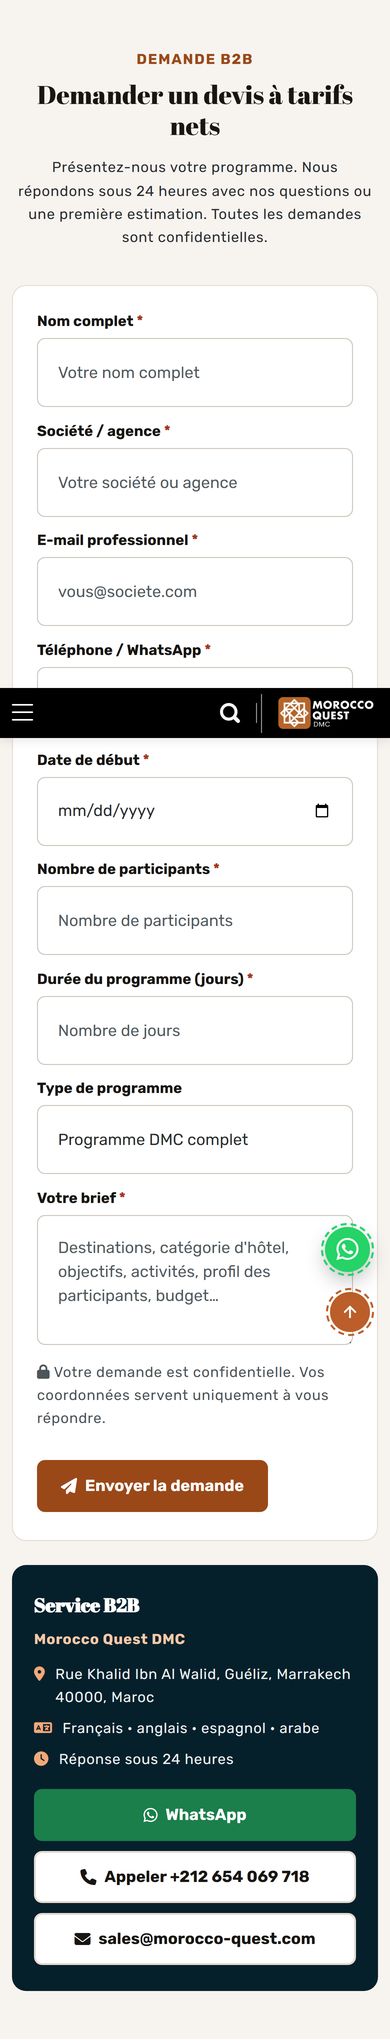 DEMANDE B2B
Demander un devis à tarifs
nets
Présentez-nous votre programme. Nous
répondons sous 24 heures avec nos questions ou
une première estimation. Toutes les demandes
sont confidentielles.
Nom complet *
Votre nom complet
Société / agence *
Votre société ou agence
E-mail professionnel *
vous@societe.com
Téléphone / WhatsApp *
MOROCCO
QUEST
DMC
Date de début *
mm/dd/yyyy
Nombre de participants *
Nombre de participants
Durée du programme (jours) *
Nombre de jours
Type de programme
Programme DMC complet
Votre brief *
Destinations, catégorie d'hôtel,
objectifs, activités, profil des
participants, budget…
Votre demande est confidentielle. Vos
coordonnées servent uniquement à vous
répondre.
Envoyer la demande
Service B2B
Morocco Quest DMC
Rue Khalid Ibn Al Walid, Guéliz, Marrakech
40000, Maroc
Français • anglais • espagnol • arabe
Réponse sous 24 heures
WhatsApp
Appeler +212 654 069 718
sales@morocco-quest.com